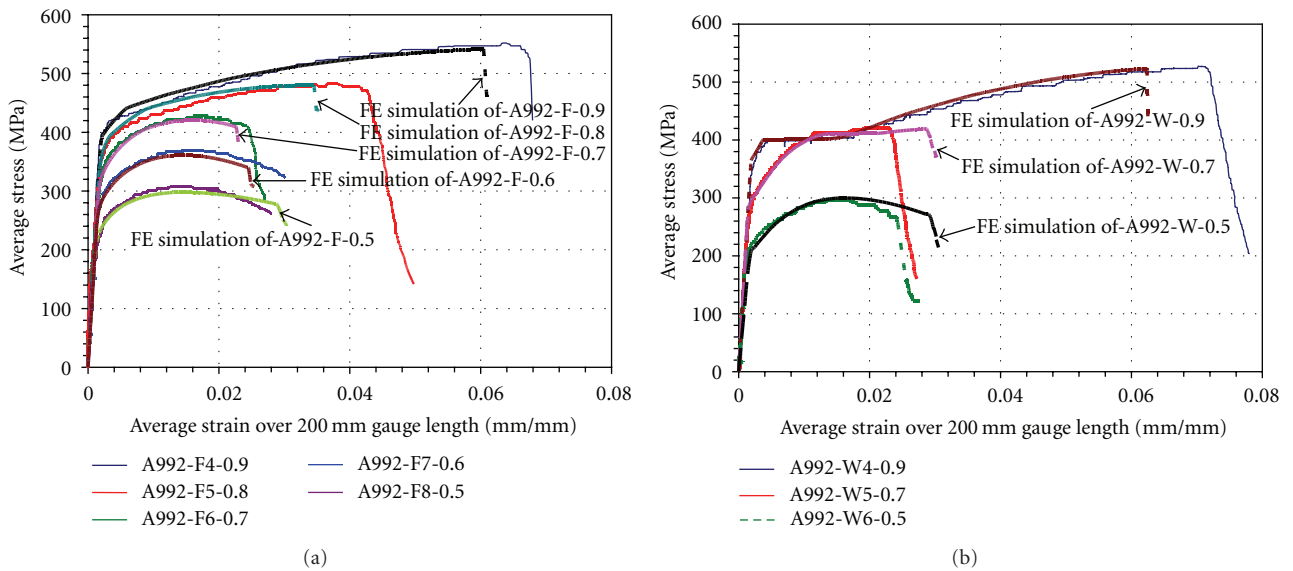 600
500
400
300
200
100
0
Average stress (MPa)
FE simulation of-A992-F-0.9
FE simulation of-A992-F-0.8
FE simulation of-A992-F-0.7
FE simulation of-A992-F-0.6
FE simulation of-A992-F-0.5
0 0.02 0.04 0.06 0.08
Average strain over 200 mm gauge length (mm/mm)
A992-F4-0.9
A992-F5-0.8
A992-F6-0.7
A992-F7-0.6
A992-F8-0.5
(a)
600
500
400
300
200
100
0
Average stress (MPa)
FE simulation of-A992-W-0.9
FE simulation of-A992-W-0.7
FE simulation of-A992-W-0.5
0 0.02 0.04 0.06 0.08
Average strain over 200 mm gauge length (mm/mm)
A992-W4-0.9
A992-W5-0.7
A992-W6-0.5
(b)